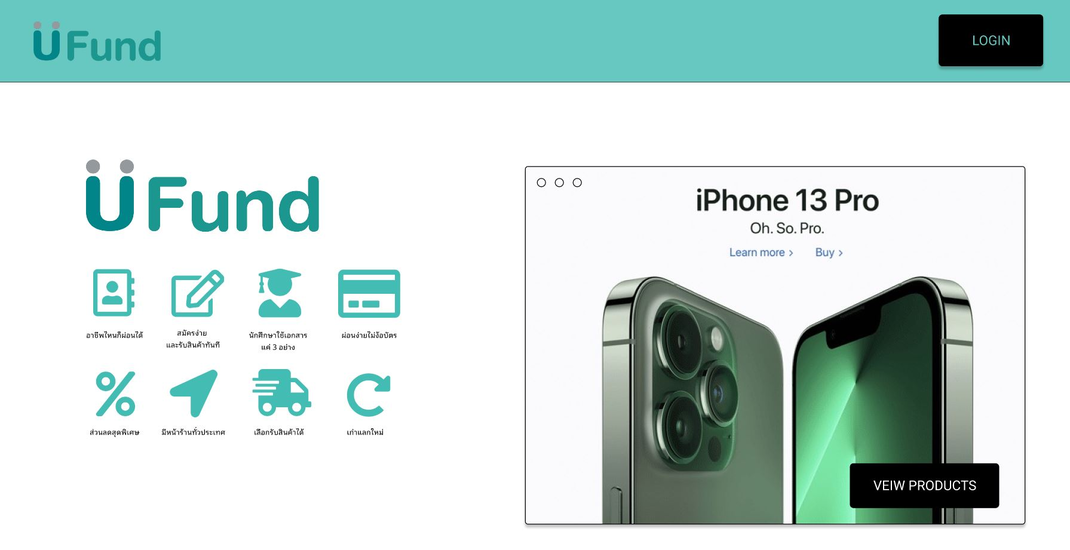 ÜFund
LOGIN
ÜFund
อาชีพไหนก็ผ่อนได้
สมัครง่าย
และรับสินค้าทันที
นักศึกษาใช้เอกสาร
แค่ 3 อย่าง
ผ่อนง่ายไม่ง้อบัตร
ส่วนลดสุดพิเศษ
มีหน้าร้านทั่วประเทศ
เลือกรับสินค้าได้
เก่าแลกใหม่
iPhone 13 Pro
Oh. So. Pro.
Learn more > Buy >
VEIW PRODUCTS